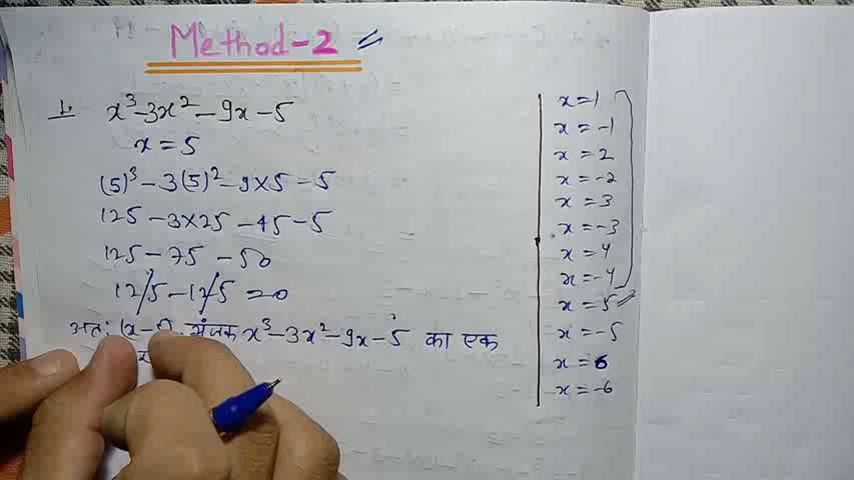 Method-2
1. x³-3x²-9x-5
x = 5
(5)³-3(5)²-9×5-5
125-3×25-45-5
125-75-50
125-125=0
अतः (x-5) व्यंजक x³-3x²-9x-5 का एक
x=1
x=-1
x=2
x=-2
x=3
x=-3
x=4
x=-4
x=5
x=-5
x=6
x=-6